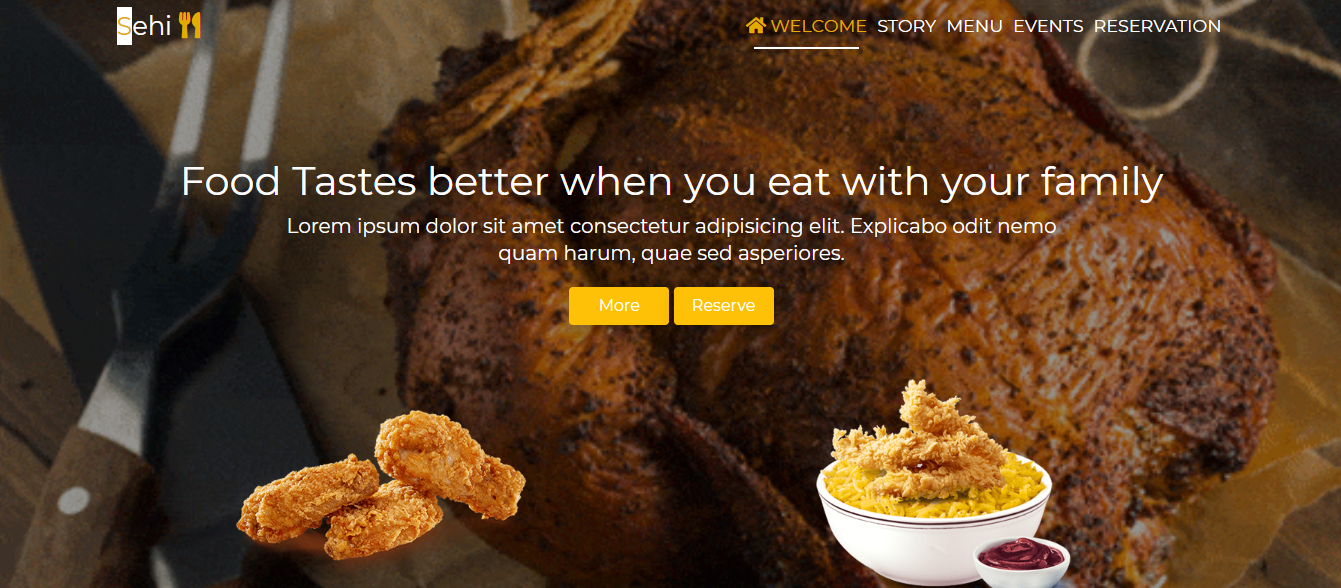 Sehi
WELCOME STORY MENU EVENTS RESERVATION
Food Tastes better when you eat with your family
Lorem ipsum dolor sit amet consectetur adipisicing elit. Explicabo odit nemo
quam harum, quae sed asperiores.
More Reserve